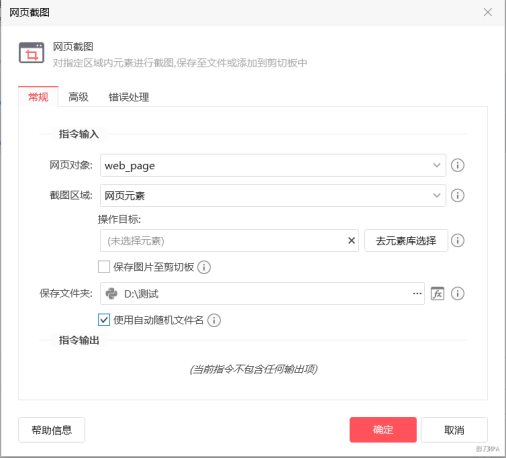 网页截图
网页截图
对指定区域内元素进行截图,保存至文件或添加到剪切板中
常规 高级 错误处理
指令输入
网页对象: web_page
截图区域: 网页元素
操作目标:
(未选择元素) 去元素库选择
保存图片至剪切板
保存文件夹: D:\测试 ... fx
使用自动随机文件名
指令输出
(当前指令不包含任何输出项)
帮助信息 确定 取消
影刀RPA